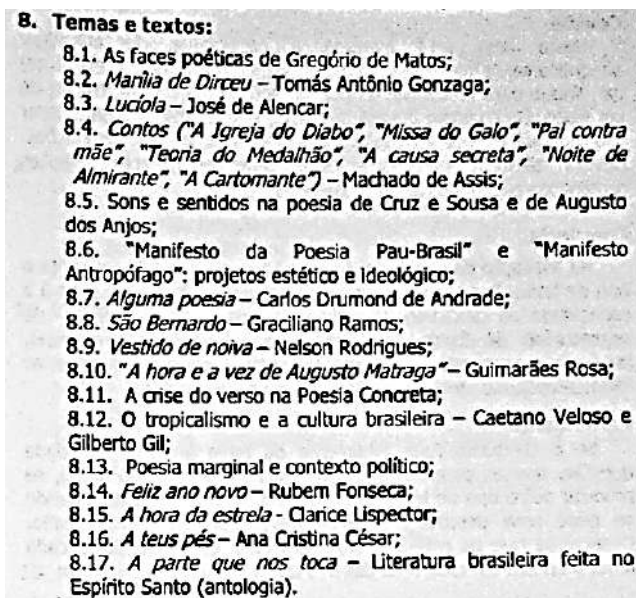 8. Temas e textos:
8.1. As faces poéticas de Gregório de Matos;
8.2. Marília de Dirceu – Tomás Antônio Gonzaga;
8.3. Lucíola – José de Alencar;
8.4. Contos ("A Igreja do Diabo", "Missa do Galo", "Pai contra
mãe", "Teoria do Medalhão", "A causa secreta", "Noite de
Almirante", "A Cartomante") – Machado de Assis;
8.5. Sons e sentidos na poesia de Cruz e Sousa e de Augusto
dos Anjos;
8.6. "Manifesto da Poesia Pau-Brasil" e "Manifesto
Antropófago": projetos estético e ideológico;
8.7. Alguma poesia – Carlos Drumond de Andrade;
8.8. São Bernardo – Graciliano Ramos;
8.9. Vestido de noiva – Nelson Rodrigues;
8.10. "A hora e a vez de Augusto Matraga" – Guimarães Rosa;
8.11. A crise do verso na Poesia Concreta;
8.12. O tropicalismo e a cultura brasileira – Caetano Veloso e
Gilberto Gil;
8.13. Poesia marginal e contexto político;
8.14. Feliz ano novo – Rubem Fonseca;
8.15. A hora da estrela - Clarice Lispector;
8.16. A teus pés – Ana Cristina César;
8.17. A parte que nos toca – Literatura brasileira feita no
Espírito Santo (antologia).